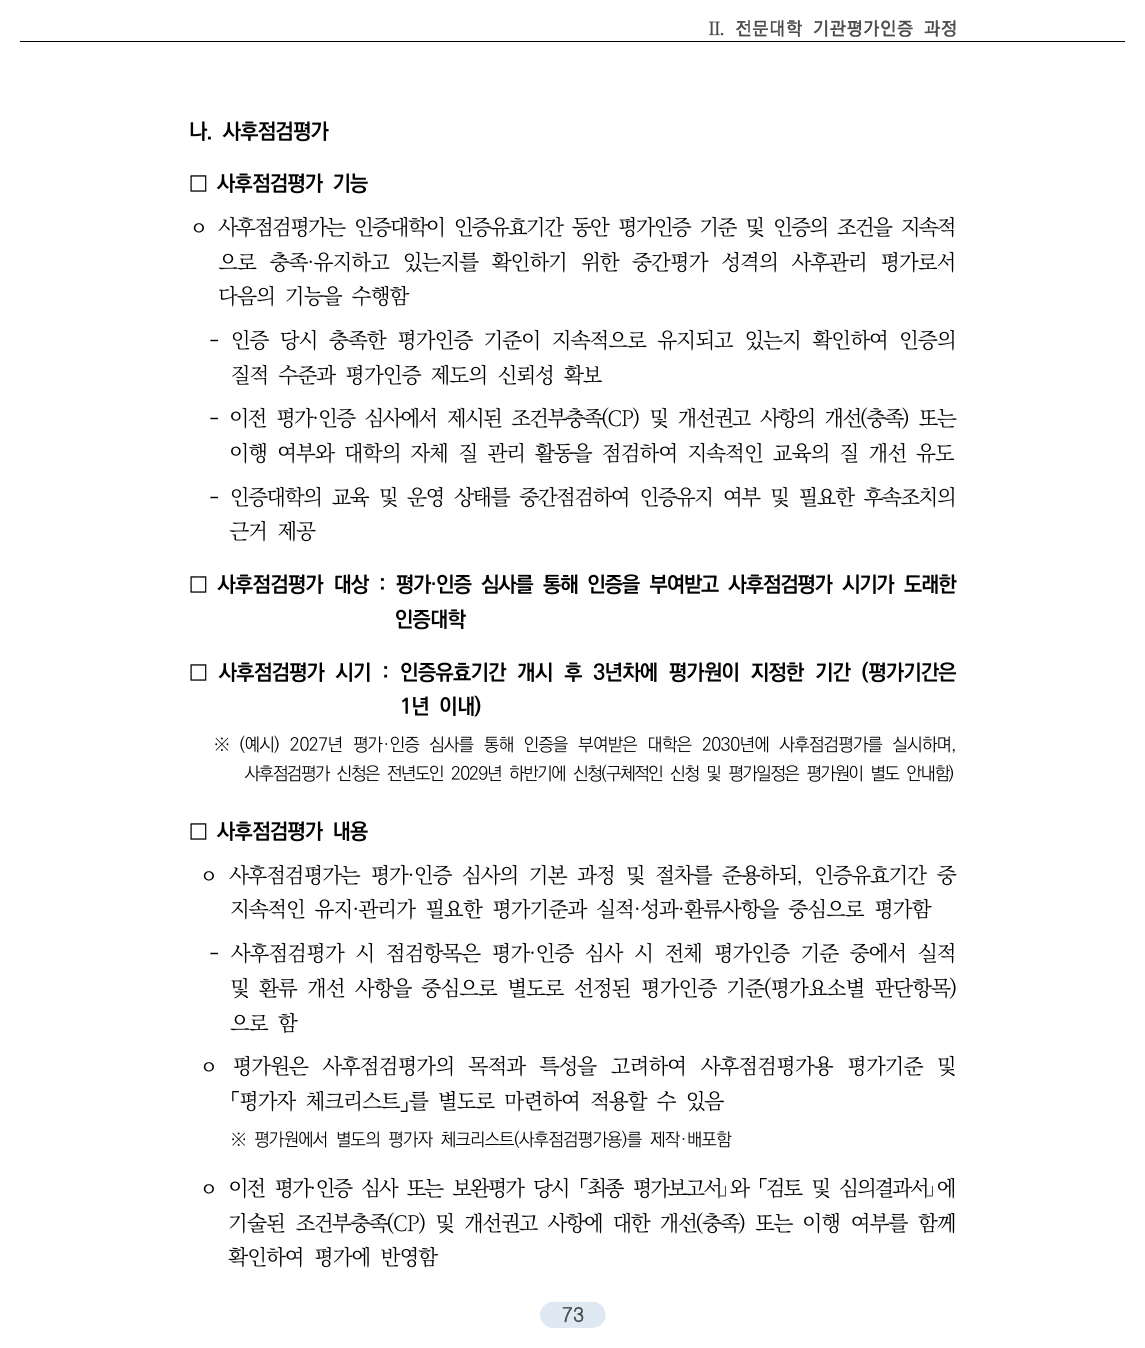 Ⅱ. 전문대학 기관평가인증 과정
나. 사후점검평가
□ 사후점검평가 기능
ㅇ 사후점검평가는 인증대학이 인증유효기간 동안 평가인증 기준 및 인증의 조건을 지속적
으로 충족·유지하고 있는지를 확인하기 위한 중간평가 성격의 사후관리 평가로서
다음의 기능을 수행함
- 인증 당시 충족한 평가인증 기준이 지속적으로 유지되고 있는지 확인하여 인증의
질적 수준과 평가인증 제도의 신뢰성 확보
- 이전 평가·인증 심사에서 제시된 조건부충족(CP) 및 개선권고 사항의 개선(충족) 또는
이행 여부와 대학의 자체 질 관리 활동을 점검하여 지속적인 교육의 질 개선 유도
- 인증대학의 교육 및 운영 상태를 중간점검하여 인증유지 여부 및 필요한 후속조치의
근거 제공
□ 사후점검평가 대상 : 평가·인증 심사를 통해 인증을 부여받고 사후점검평가 시기가 도래한
인증대학
□ 사후점검평가 시기 : 인증유효기간 개시 후 3년차에 평가원이 지정한 기간 (평가기간은
1년 이내)
※ (예시) 2027년 평가·인증 심사를 통해 인증을 부여받은 대학은 2030년에 사후점검평가를 실시하며,
사후점검평가 신청은 전년도인 2029년 하반기에 신청(구체적인 신청 및 평가일정은 평가원이 별도 안내함)
□ 사후점검평가 내용
ㅇ 사후점검평가는 평가·인증 심사의 기본 과정 및 절차를 준용하되, 인증유효기간 중
지속적인 유지·관리가 필요한 평가기준과 실적·성과·환류사항을 중심으로 평가함
- 사후점검평가 시 점검항목은 평가·인증 심사 시 전체 평가인증 기준 중에서 실적
및 환류 개선 사항을 중심으로 별도로 선정된 평가인증 기준(평가요소별 판단항목)
으로 함
ㅇ 평가원은 사후점검평가의 목적과 특성을 고려하여 사후점검평가용 평가기준 및
「평가자 체크리스트」를 별도로 마련하여 적용할 수 있음
※ 평가원에서 별도의 평가자 체크리스트(사후점검평가용)를 제작·배포함
ㅇ 이전 평가·인증 심사 또는 보완평가 당시 「최종 평가보고서」와 「검토 및 심의결과서」에
기술된 조건부충족(CP) 및 개선권고 사항에 대한 개선(충족) 또는 이행 여부를 함께
확인하여 평가에 반영함
73